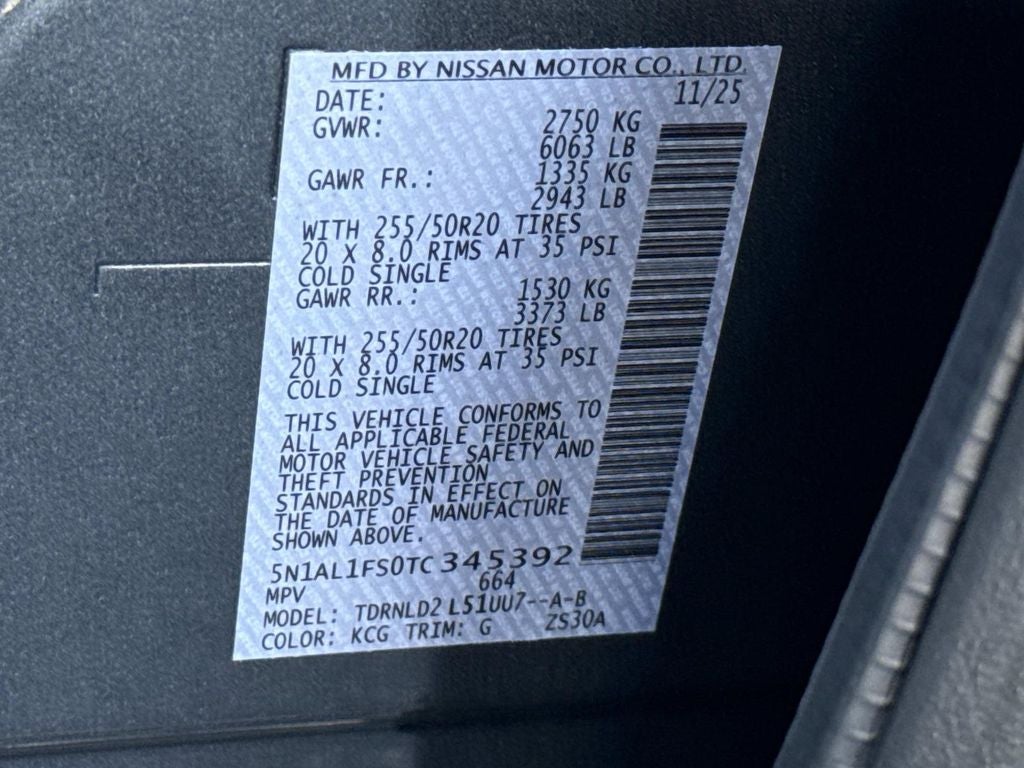 MFD BY NISSAN MOTOR CO., LTD.
DATE: 11/25
GVWR: 2750 KG
6063 LB
GAWR FR.: 1335 KG
2943 LB
WITH 255/50R20 TIRES
20 X 8.0 RIMS AT 35 PSI
COLD SINGLE
GAWR RR.: 1530 KG
3373 LB
WITH 255/50R20 TIRES
20 X 8.0 RIMS AT 35 PSI
COLD SINGLE
THIS VEHICLE CONFORMS TO
ALL APPLICABLE FEDERAL
MOTOR VEHICLE SAFETY AND
THEFT PREVENTION
STANDARDS IN EFFECT ON
THE DATE OF MANUFACTURE
SHOWN ABOVE.
5N1AL1FS0TC345392
MPV 664
MODEL: TDRNLD2 L51UU7--A-B
COLOR: KCG TRIM: G ZS30A